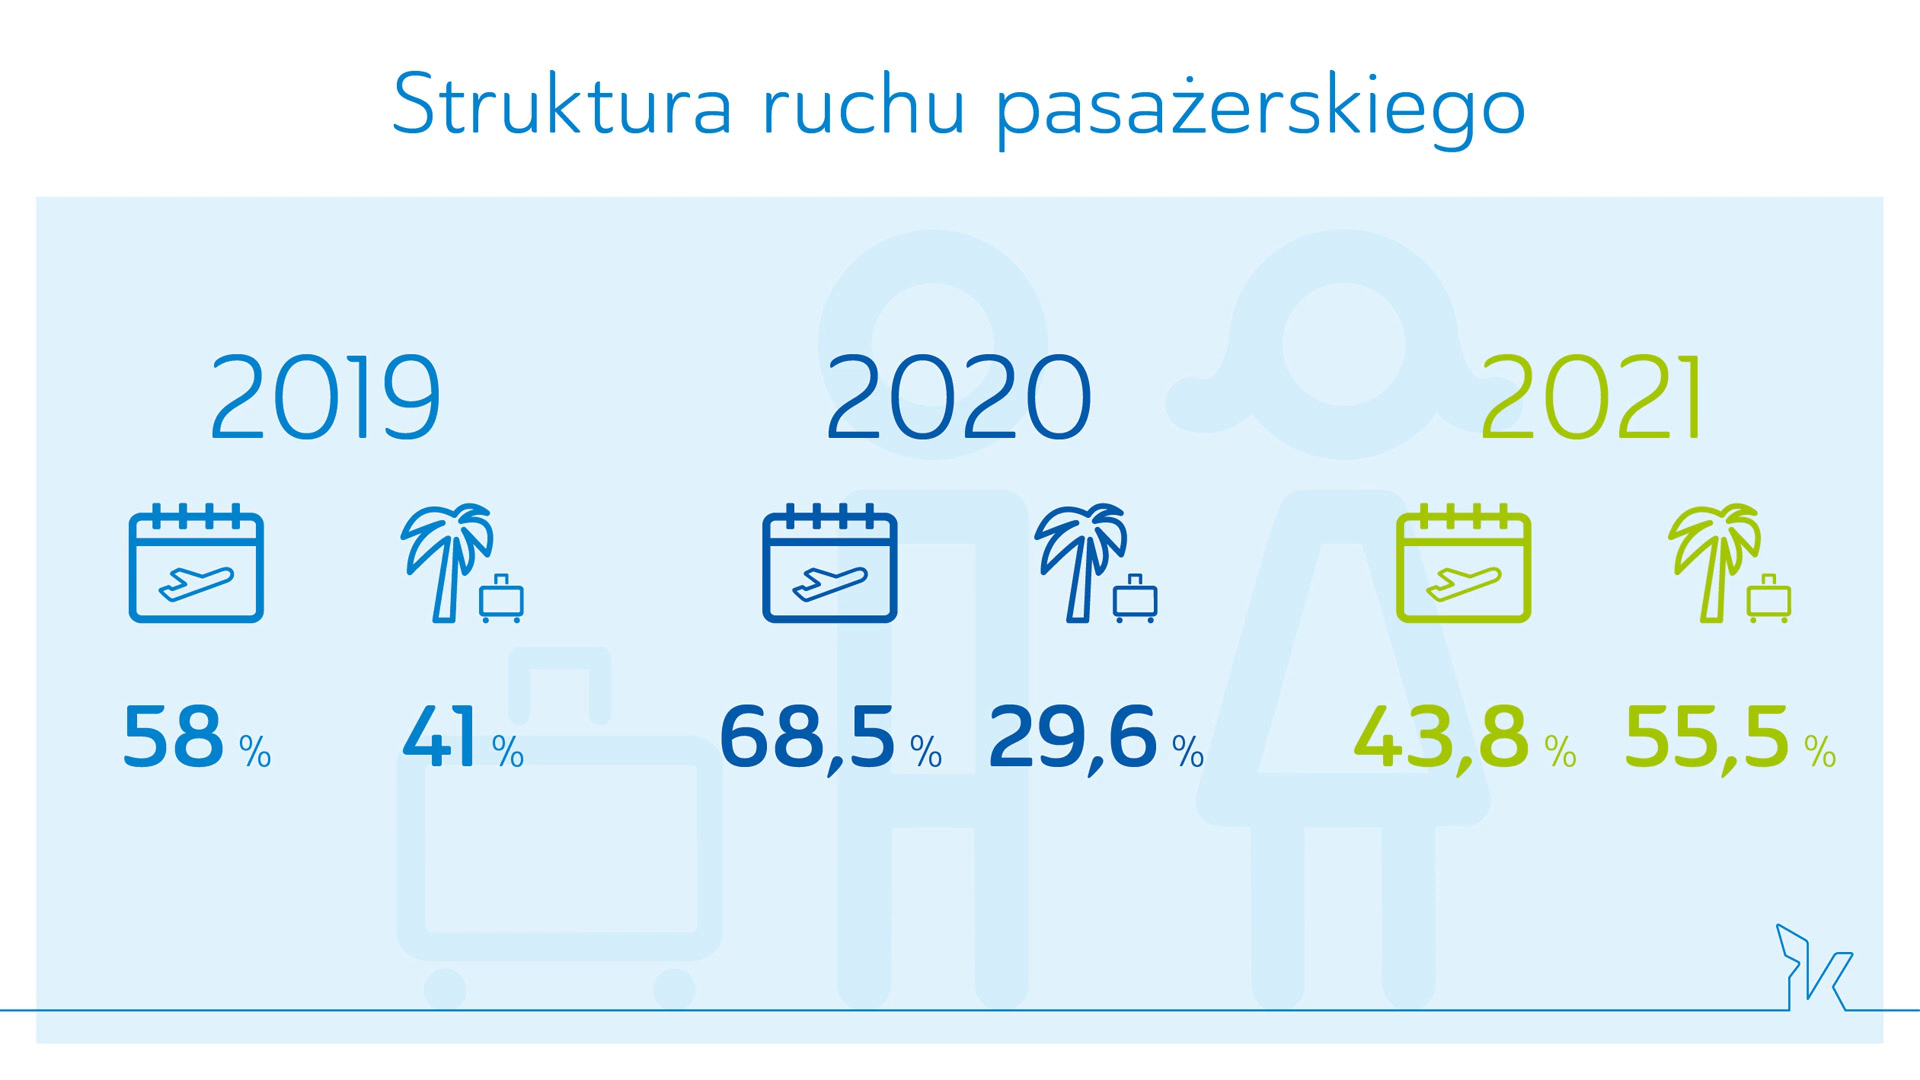 Struktura ruchu pasażerskiego
2019 2020 2021
58 % 41 % 68,5 % 29,6 % 43,8 % 55,5 %